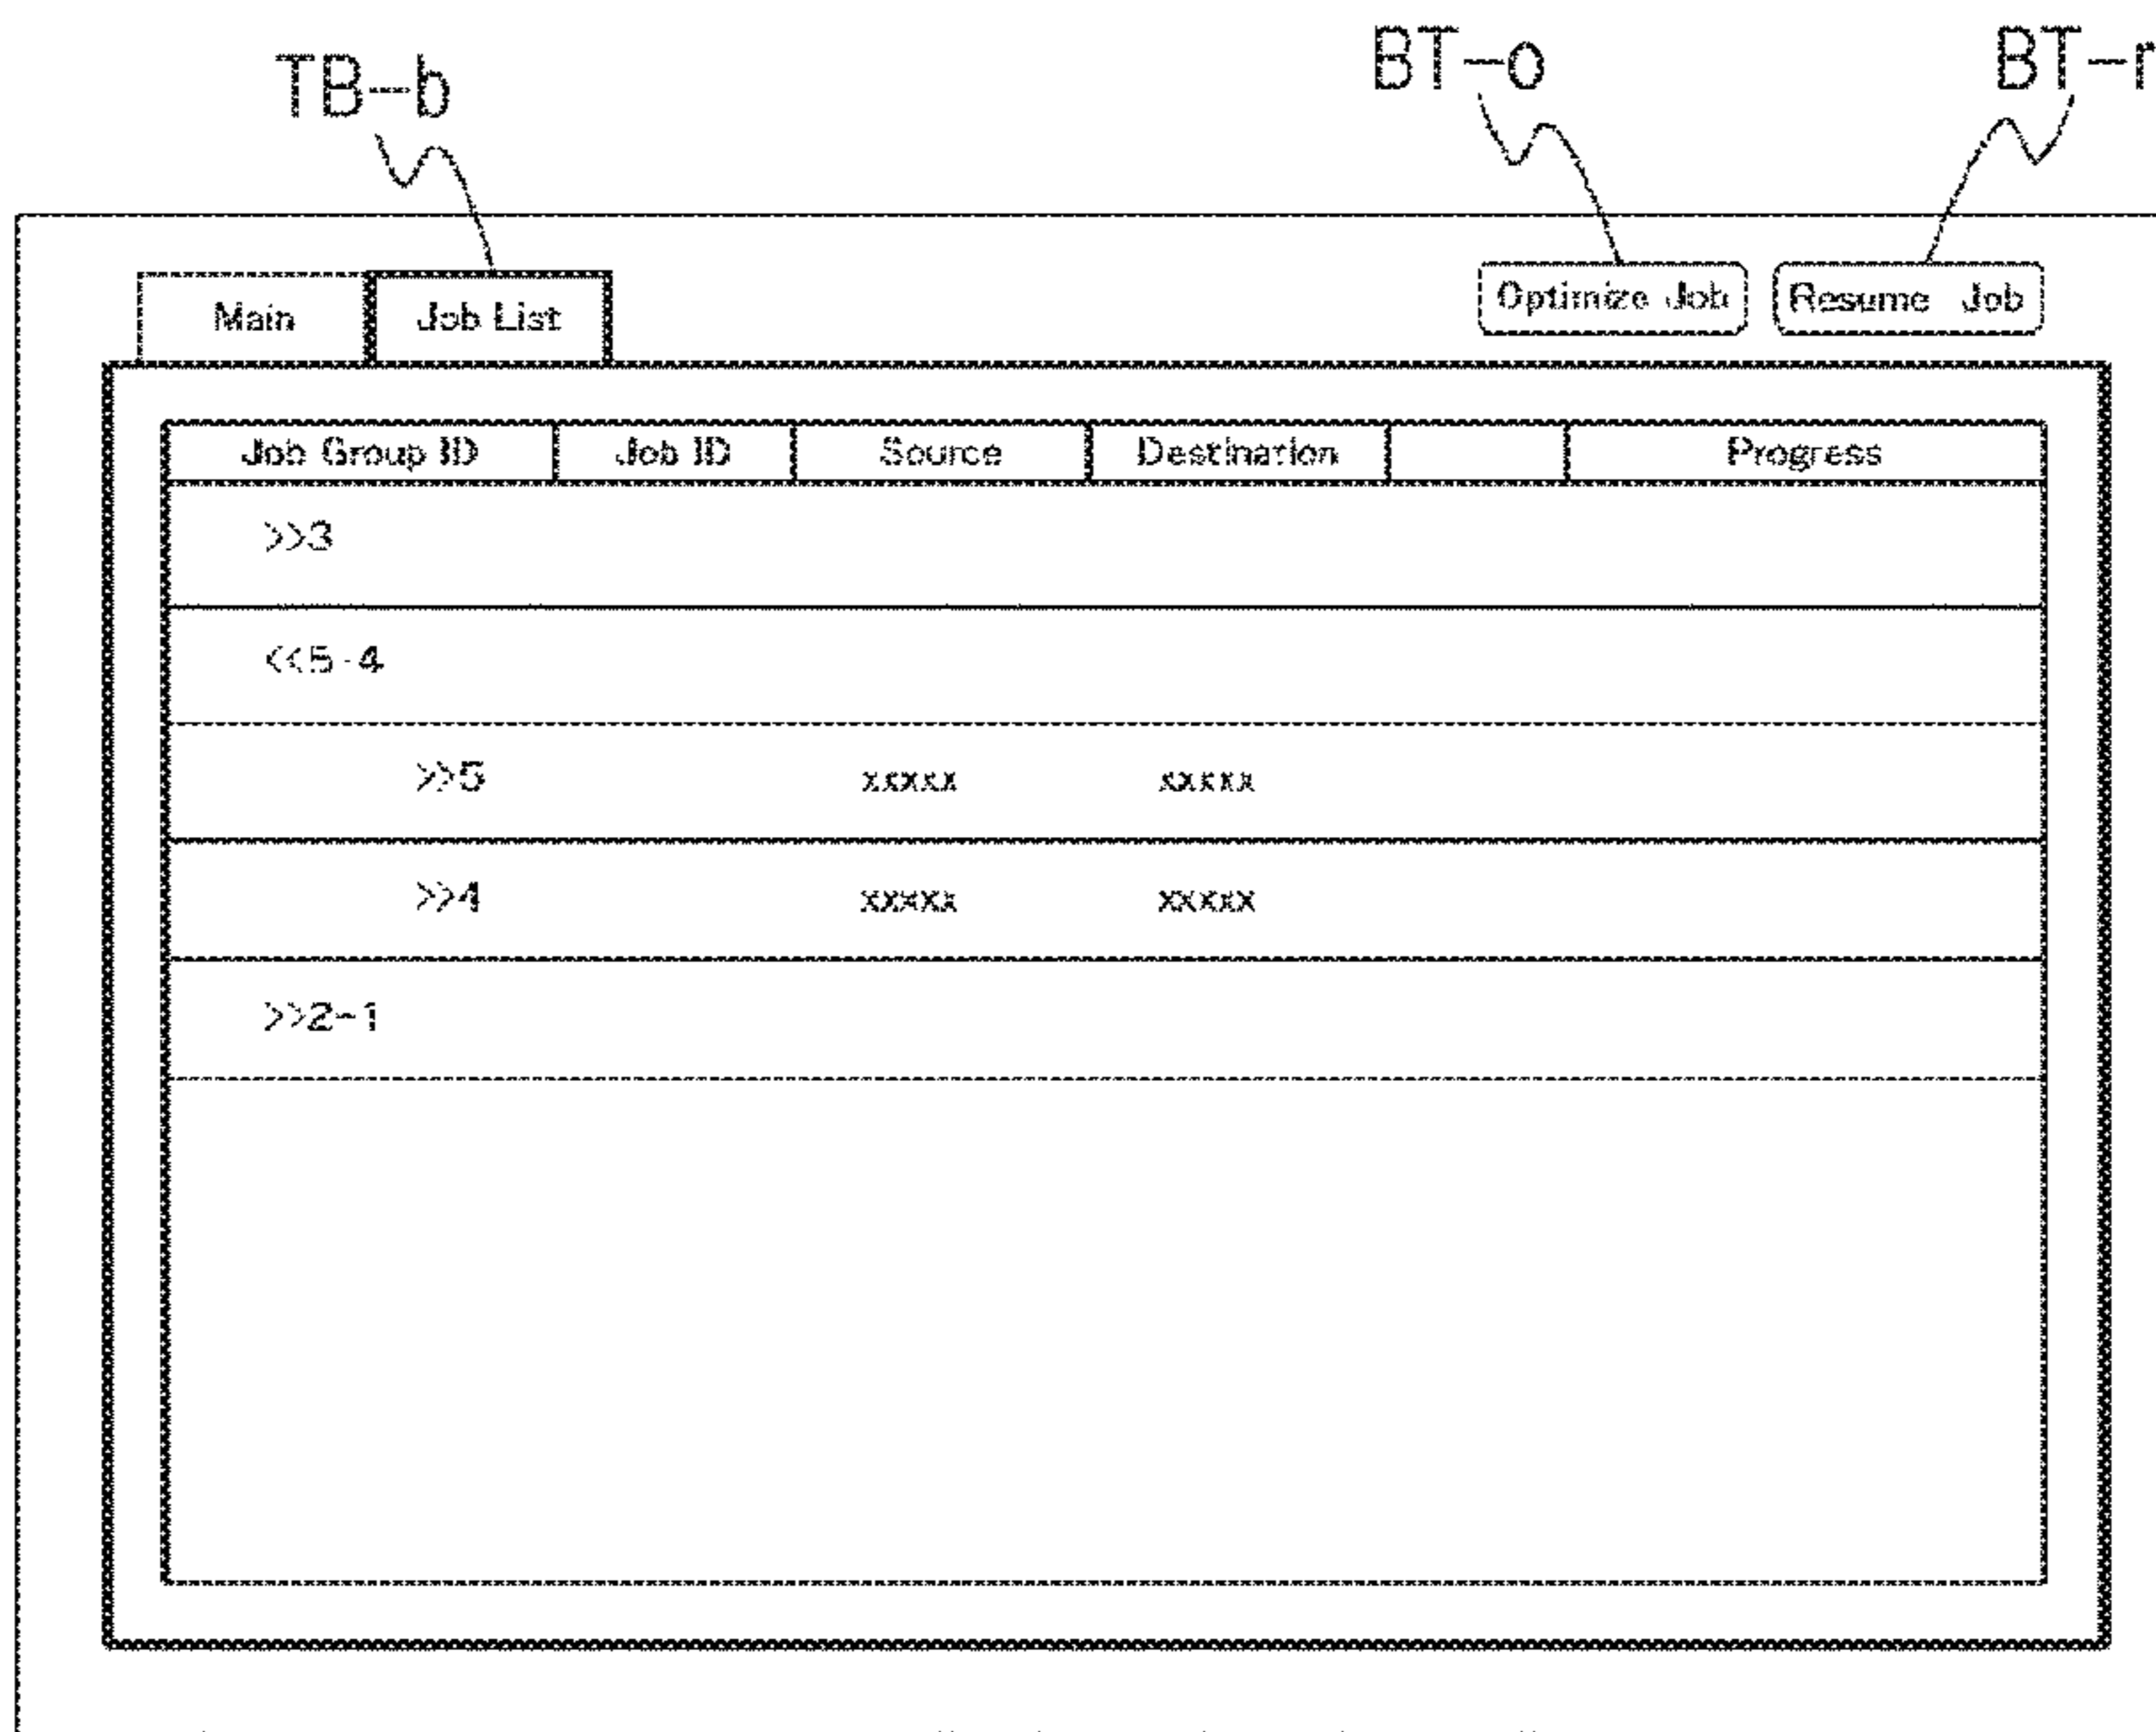 TB-b BT-o BT-r
Main Job List Optimize Job Resume Job
Job Group ID Job ID Source Destination Progress
>>3
<<5-4
>>5 xxxxx xxxxx
>>4 xxxxx xxxxx
>>2-1